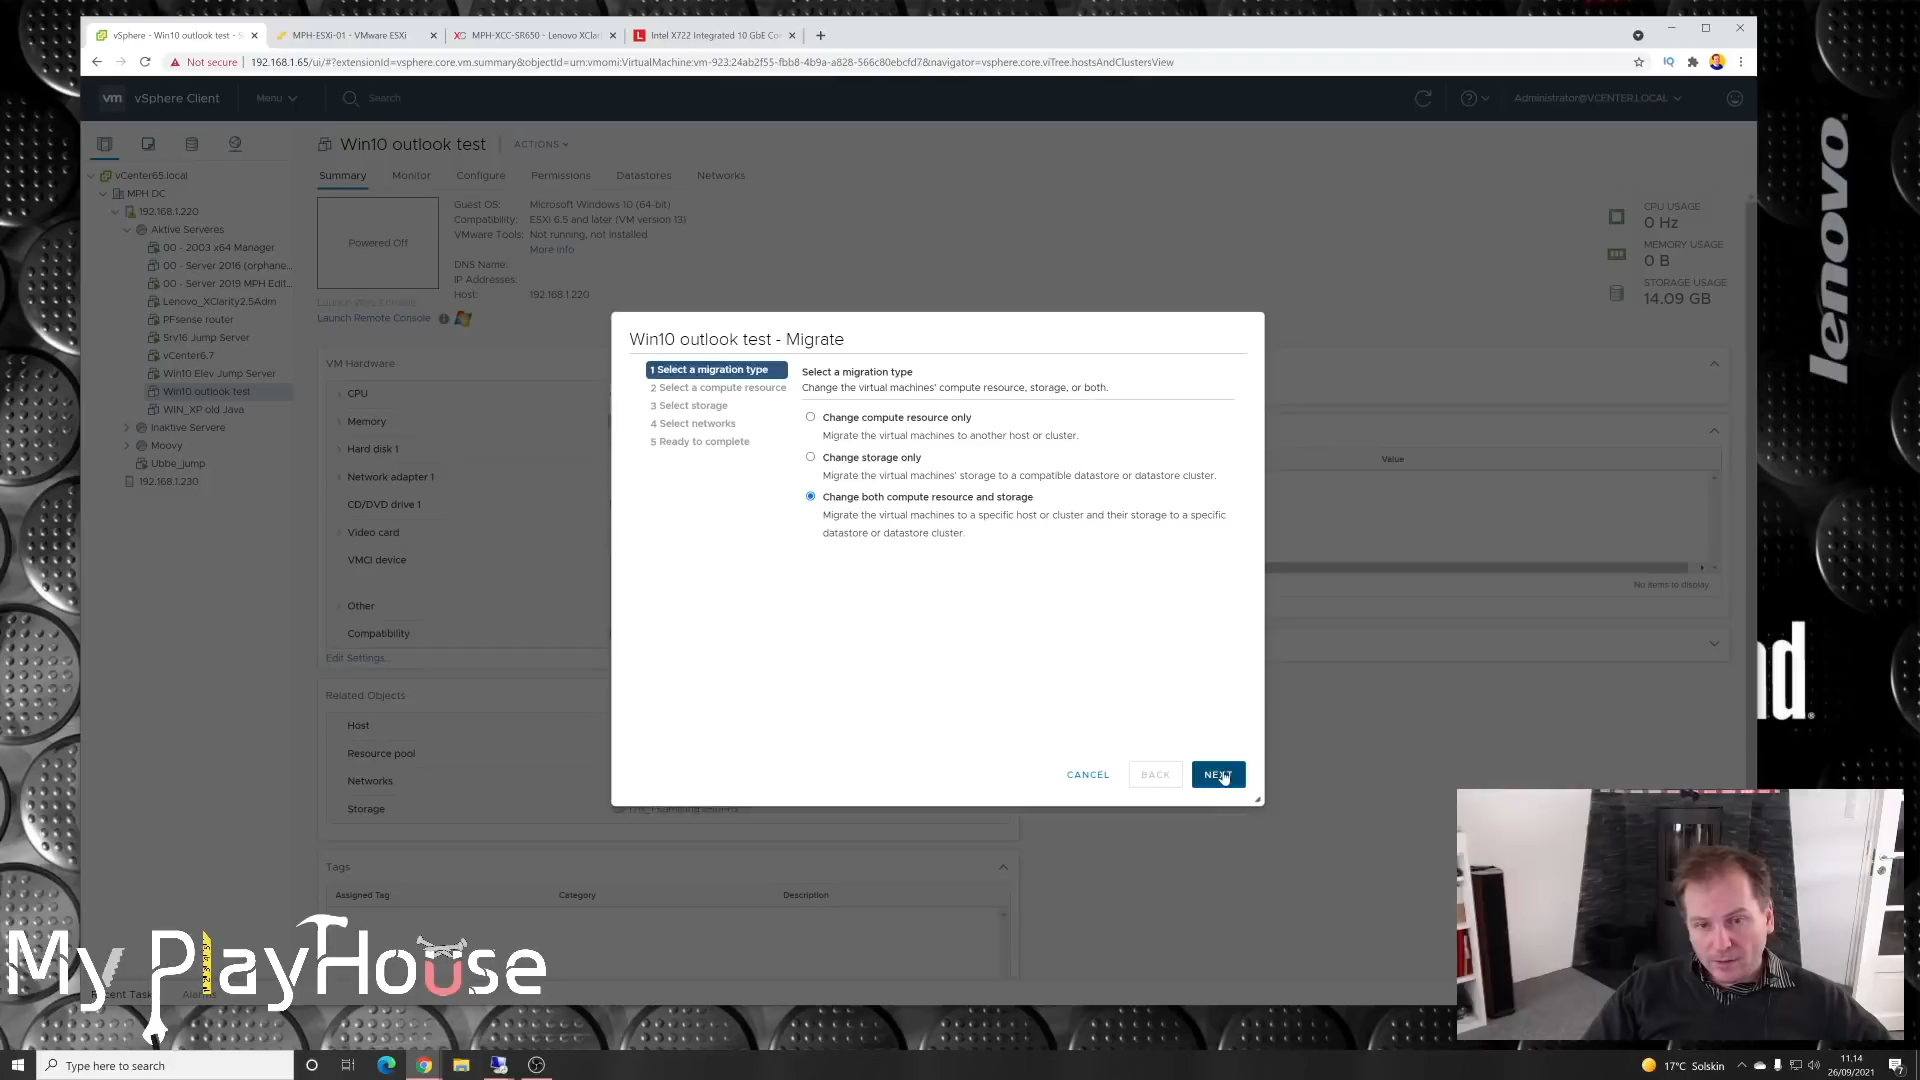 vSphere - Win10 outlook test - S
MPH-ESXi-01 - VMware ESXi
MPH-XCC-SR650 - Lenovo XClari
Intel X722 Integrated 10 GbE Co
Not secure
192.168.1.65/ui/#?extensionId=vsphere.core.vm.summary&objectId=urn:vmomi:VirtualMachine:vm-923:24ab2f55-fbb8-4b9a-a828-566c80ebcfd7&navigator=vsphere.core.viTree.hostsAndClustersView
vm vSphere Client
Menu
Search
Administrator@VCENTER.LOCAL
vCenter65.local
MPH DC
192.168.1.220
Aktive Serveres
00 - 2003 x64 Manager
00 - Server 2016 (orphane...
00 - Server 2019 MPH Edit...
Lenovo_XClarity2.5Adm
PFsense router
Srv16 Jump Server
vCenter6.7
Win10 Elev Jump Server
Win10 outlook test
WIN_XP old Java
Inaktive Servere
Moovy
Ubbe_jump
192.168.1.230
Win10 outlook test
ACTIONS
Summary
Monitor
Configure
Permissions
Datastores
Networks
Powered Off
Guest OS: Microsoft Windows 10 (64-bit)
Compatibility: ESXi 6.5 and later (VM version 13)
VMware Tools: Not running, not installed
More info
DNS Name:
IP Addresses:
Host: 192.168.1.220
Launch Web Console
Launch Remote Console
CPU USAGE
0 Hz
MEMORY USAGE
0 B
STORAGE USAGE
14.09 GB
VM Hardware
CPU
Memory
Hard disk 1
Network adapter 1
CD/DVD drive 1
Video card
VMCI device
Other
Compatibility
Edit Settings...
Related Objects
Host
Resource pool
Networks
Storage
Tags
Assigned Tag
Category
Description
Value
No items to display
Win10 outlook test - Migrate
1 Select a migration type
2 Select a compute resource
3 Select storage
4 Select networks
5 Ready to complete
Select a migration type
Change the virtual machines' compute resource, storage, or both.
Change compute resource only
Migrate the virtual machines to another host or cluster.
Change storage only
Migrate the virtual machines' storage to a compatible datastore or datastore cluster.
Change both compute resource and storage
Migrate the virtual machines to a specific host or cluster and their storage to a specific
datastore or datastore cluster.
CANCEL
BACK
NEXT
lenovo
My PlayHouse
Recent Task
Alarms
Type here to search
17°C Solskin
11.14
26/09/2021